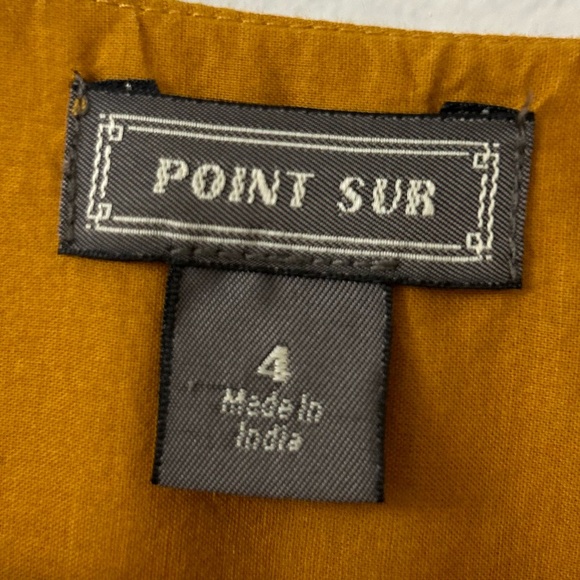 POINT SUR
4
Made In
India